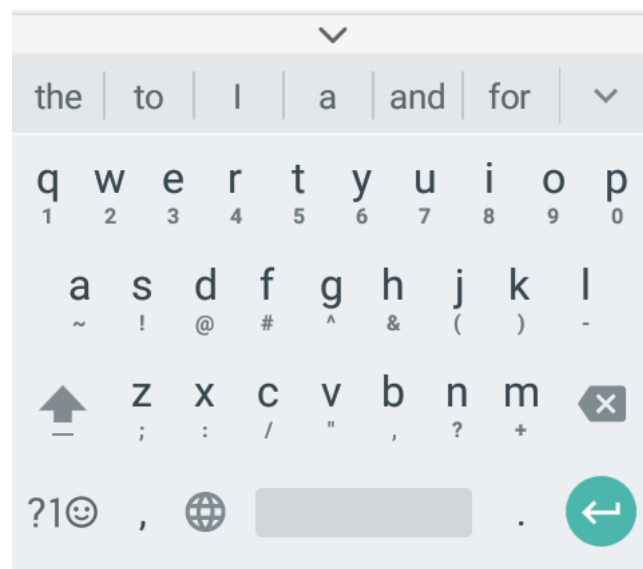 the to I a and for
q w e r t y u i o p
1 2 3 4 5 6 7 8 9 0
a s d f g h j k l
~ ! @ # ^ & ( ) -
z x c v b n m
; : / " , ? +
?1☺ , .